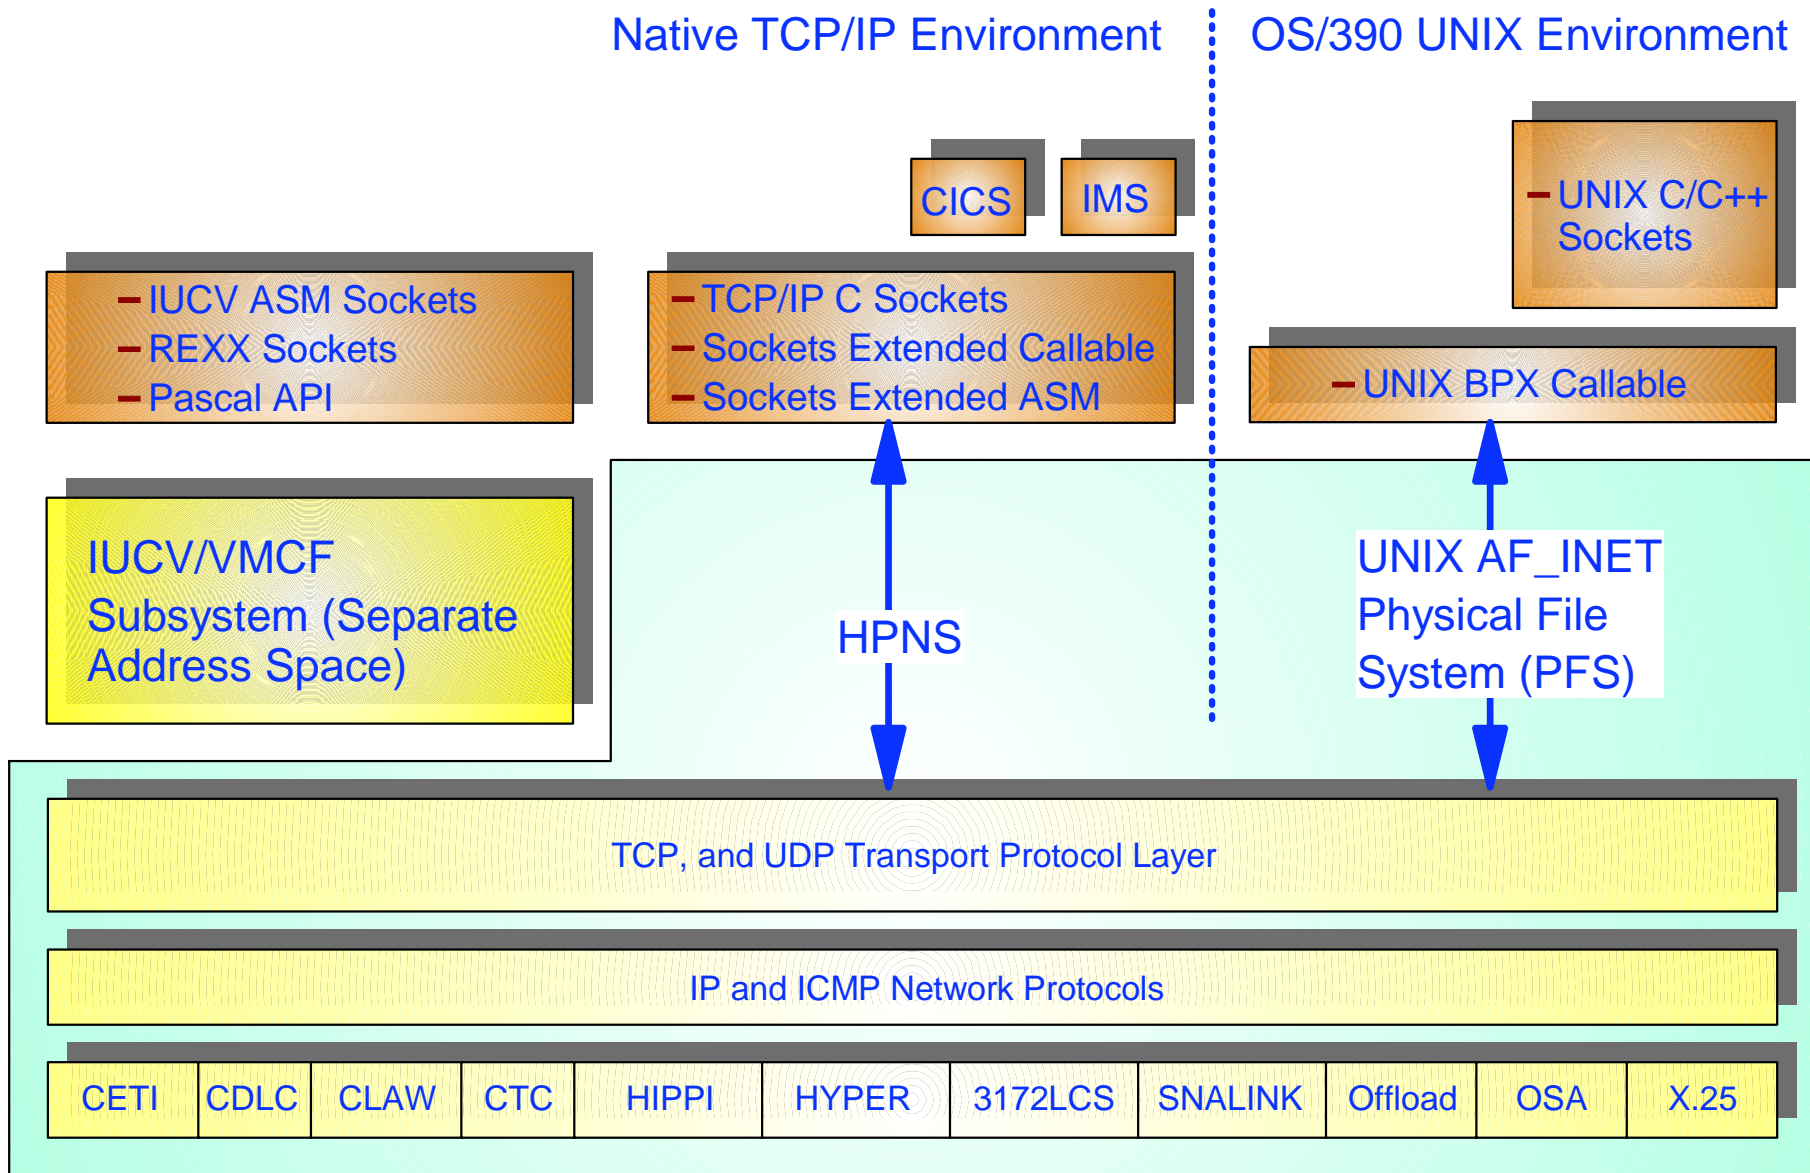 Native TCP/IP Environment
OS/390 UNIX Environment
CICS
IMS
– UNIX C/C++
Sockets
– IUCV ASM Sockets
– REXX Sockets
– Pascal API
– TCP/IP C Sockets
– Sockets Extended Callable
– Sockets Extended ASM
– UNIX BPX Callable
IUCV/VMCF
Subsystem (Separate
Address Space)
HPNS
UNIX AF_INET
Physical File
System (PFS)
TCP, and UDP Transport Protocol Layer
IP and ICMP Network Protocols
CETI
CDLC
CLAW
CTC
HIPPI
HYPER
3172LCS
SNALINK
Offload
OSA
X.25